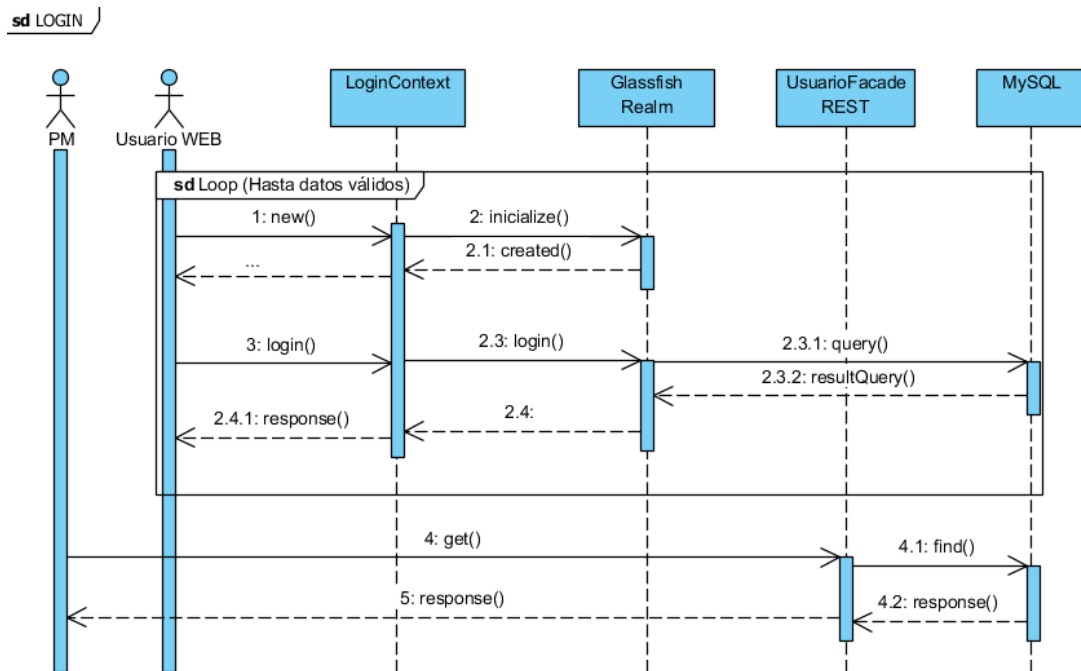 sd LOGIN
PM
Usuario WEB
LoginContext
Glassfish
Realm
UsuarioFacade
REST
MySQL
sd Loop (Hasta datos válidos)
1: new()
2: inicialize()
2.1: created()
...
3: login()
2.3: login()
2.3.1: query()
2.3.2: resultQuery()
2.4:
2.4.1: response()
4: get()
4.1: find()
5: response()
4.2: response()